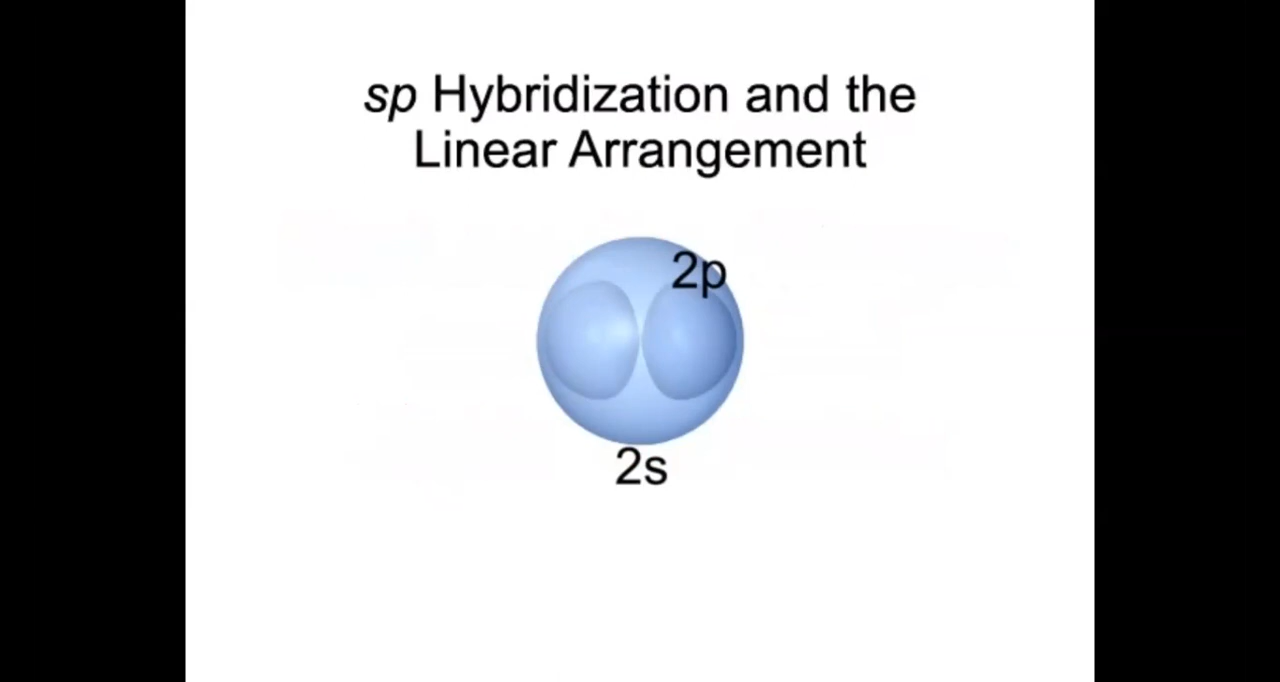 sp Hybridization and the
Linear Arrangement
2p
2s